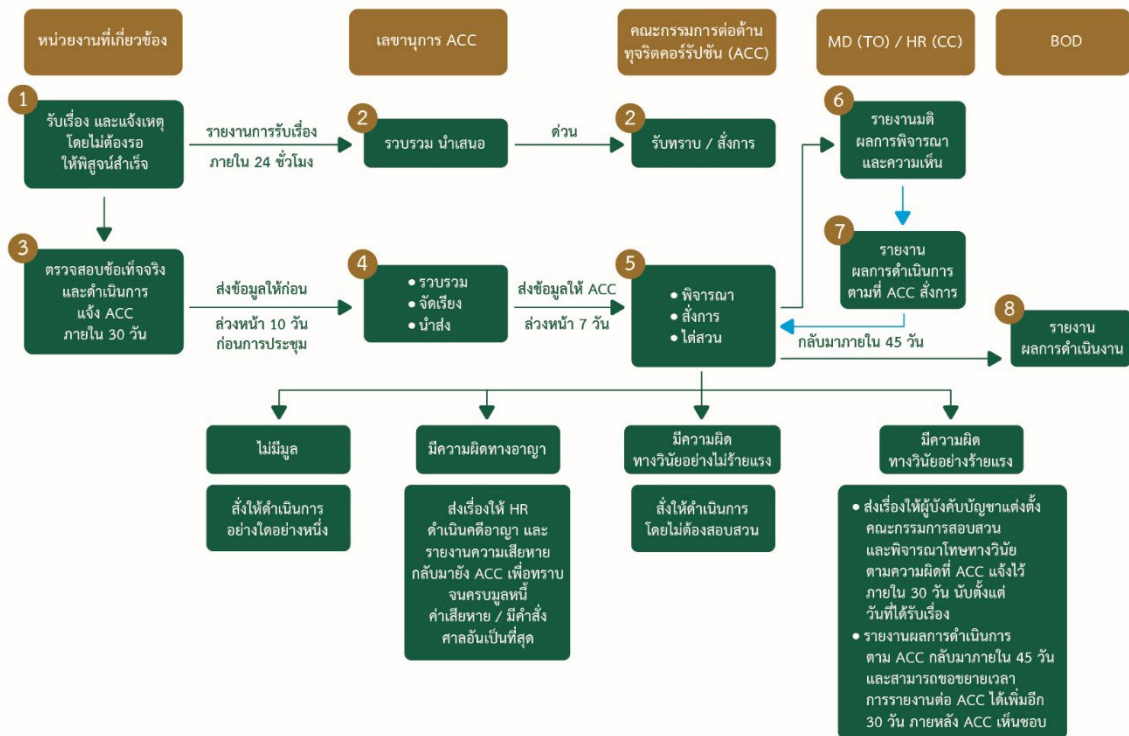 หน่วยงานที่เกี่ยวข้อง
เลขานุการ ACC
คณะกรรมการต่อต้าน
ทุจริตคอร์รัปชัน (ACC)
MD (TO) / HR (CC)
BOD
1
รับเรื่อง และแจ้งเหตุ
โดยไม่ต้องรอ
ให้พิสูจน์สำเร็จ
รายงานการรับเรื่อง
ภายใน 24 ชั่วโมง
2
รวบรวม นำเสนอ
ด่วน
2
รับทราบ / สั่งการ
6
รายงานมติ
ผลการพิจารณา
และความเห็น
3
ตรวจสอบข้อเท็จจริง
และดำเนินการ
แจ้ง ACC
ภายใน 30 วัน
ส่งข้อมูลให้ก่อน
ล่วงหน้า 10 วัน
ก่อนการประชุม
4
● รวบรวม
● จัดเรียง
● นำส่ง
ส่งข้อมูลให้ ACC
ล่วงหน้า 7 วัน
5
● พิจารณา
● สั่งการ
● ไต่สวน
7
รายงาน
ผลการดำเนินการ
ตามที่ ACC สั่งการ
กลับมาภายใน 45 วัน
8
รายงาน
ผลการดำเนินงาน
ไม่มีมูล
สั่งให้ดำเนินการ
อย่างใดอย่างหนึ่ง
มีความผิดทางอาญา
ส่งเรื่องให้ HR
ดำเนินคดีอาญา และ
รายงานความเสียหาย
กลับมายัง ACC เพื่อทราบ
จนครบมูลหนี้
ค่าเสียหาย / มีคำสั่ง
ศาลอันเป็นที่สุด
มีความผิด
ทางวินัยอย่างไม่ร้ายแรง
สั่งให้ดำเนินการ
โดยไม่ต้องสอบสวน
มีความผิด
ทางวินัยอย่างร้ายแรง
● ส่งเรื่องให้ผู้บังคับบัญชาแต่งตั้ง
คณะกรรมการสอบสวน
และพิจารณาโทษทางวินัย
ตามความผิดที่ ACC แจ้งไว้
ภายใน 30 วัน นับตั้งแต่
วันที่ได้รับเรื่อง
● รายงานผลการดำเนินการ
ตาม ACC กลับมาภายใน 45 วัน
และสามารถขอขยายเวลา
การรายงานต่อ ACC ได้เพิ่มอีก
30 วัน ภายหลัง ACC เห็นชอบ